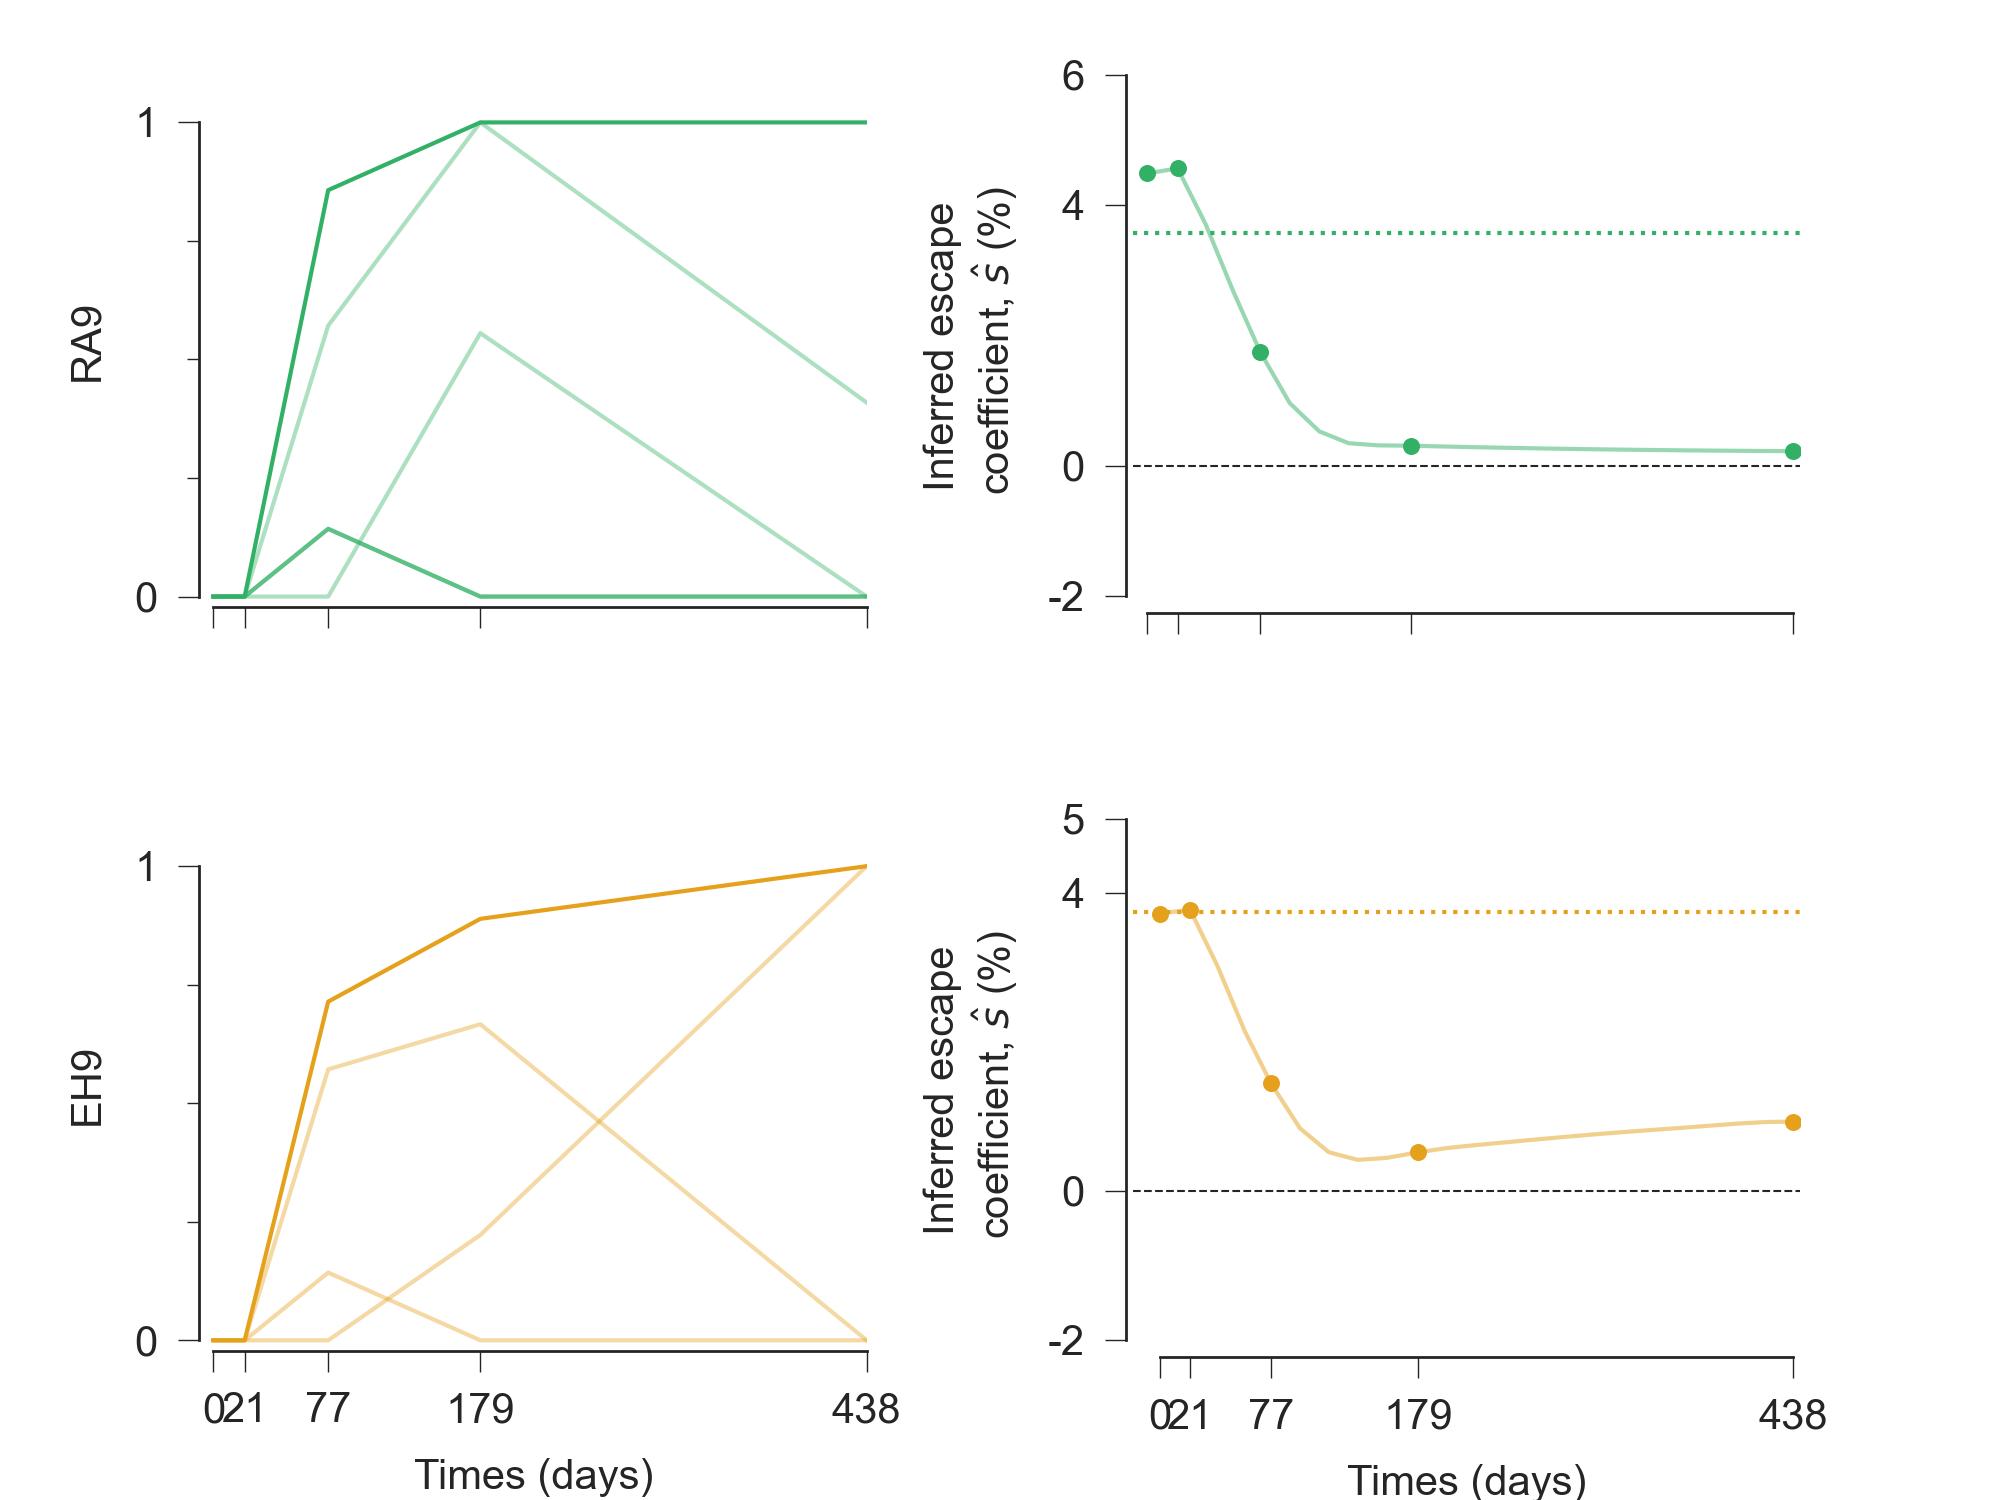 RA9
1
0
Inferred escape
coefficient, ŝ (%)
6
4
0
-2
EH9
1
0
0 21 77 179 438
Times (days)
Inferred escape
coefficient, ŝ (%)
5
4
0
-2
0 21 77 179 438
Times (days)